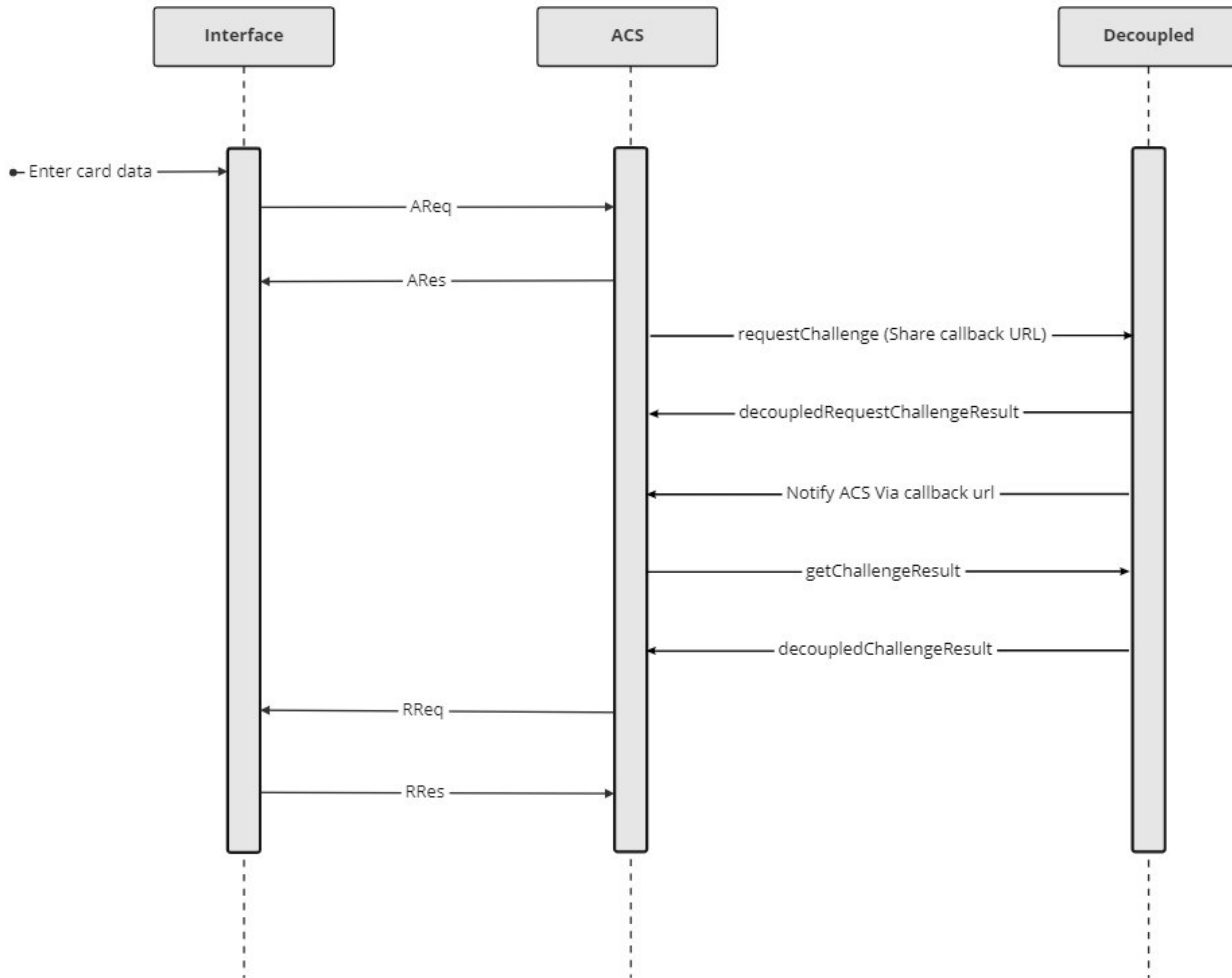 Interface
ACS
Decoupled
Enter card data
AReq
ARes
requestChallenge (Share callback URL)
decoupledRequestChallengeResult
Notify ACS Via callback url
getChallengeResult
decoupledChallengeResult
RReq
RRes